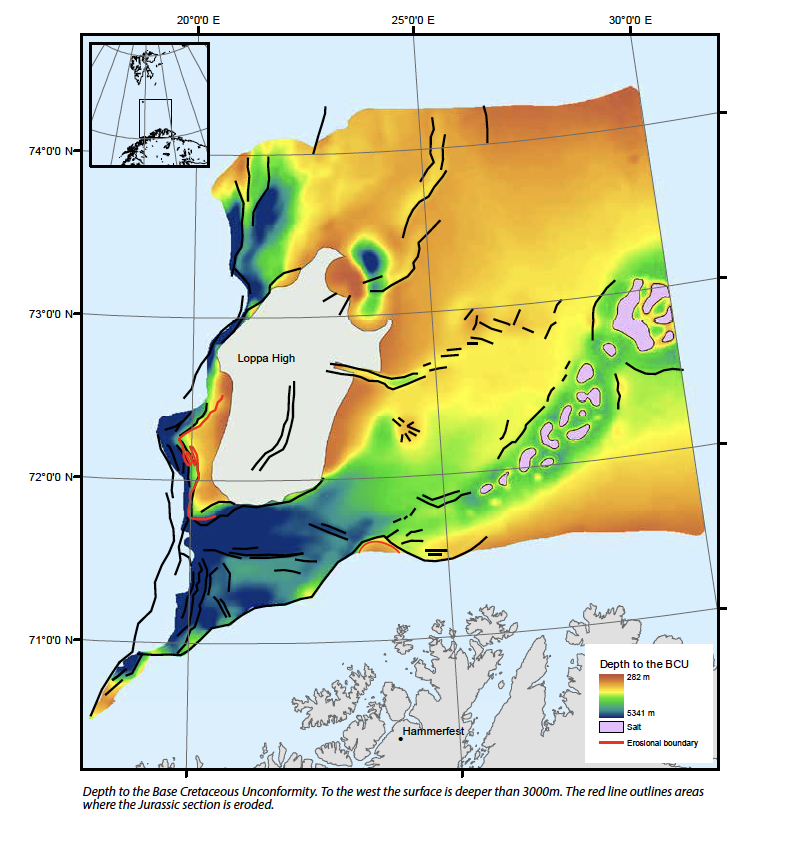 20°0'0 E 25°0'0 E 30°0'0 E
74°0'0 N
73°0'0 N
Loppa High
72°0'0 N
71°0'0 N
Depth to the BCU
282 m
5341 m
Salt
Erosional boundary
Hammerfest
Depth to the Base Cretaceous Unconformity. To the west the surface is deeper than 3000m. The red line outlines areas
where the Jurassic section is eroded.